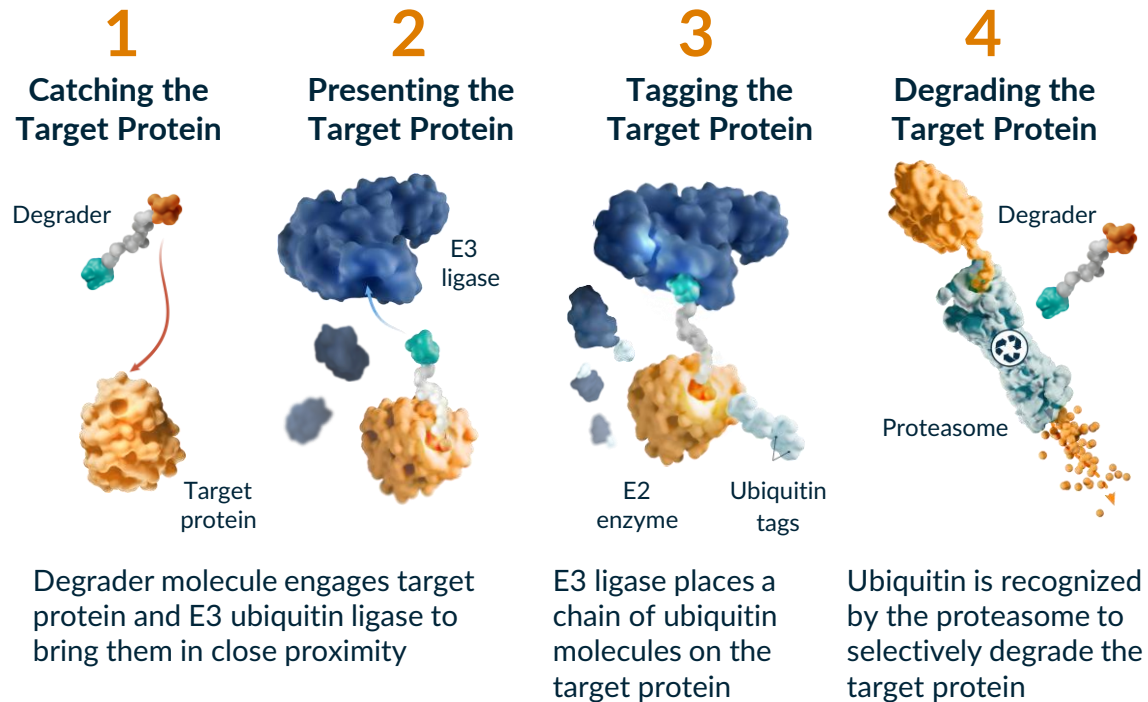 1
Catching the
Target Protein
Degrader
Target
protein
2
Presenting the
Target Protein
E3
ligase
Degrader molecule engages target
protein and E3 ubiquitin ligase to
bring them in close proximity
3
Tagging the
Target Protein
E2
enzyme
Ubiquitin
tags
E3 ligase places a
chain of ubiquitin
molecules on the
target protein
4
Degrading the
Target Protein
Degrader
Proteasome
Ubiquitin is recognized
by the proteasome to
selectively degrade the
target protein